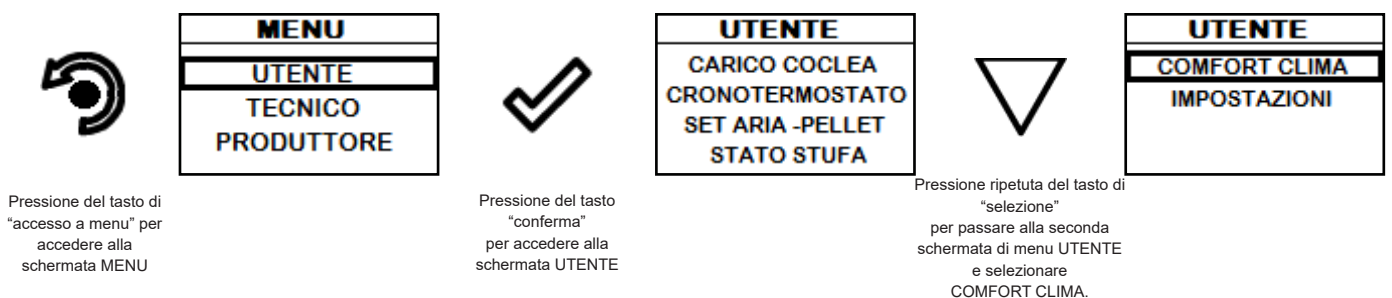 MENU
UTENTE
TECNICO
PRODUTTORE
UTENTE
CARICO COCLEA
CRONOTERMOSTATO
SET ARIA -PELLET
STATO STUFA
UTENTE
COMFORT CLIMA
IMPOSTAZIONI
Pressione del tasto di
“accesso a menu” per
accedere alla
schermata MENU
Pressione del tasto
“conferma”
per accedere alla
schermata UTENTE
Pressione ripetuta del tasto di
“selezione”
per passare alla seconda
schermata di menu UTENTE
e selezionare
COMFORT CLIMA.